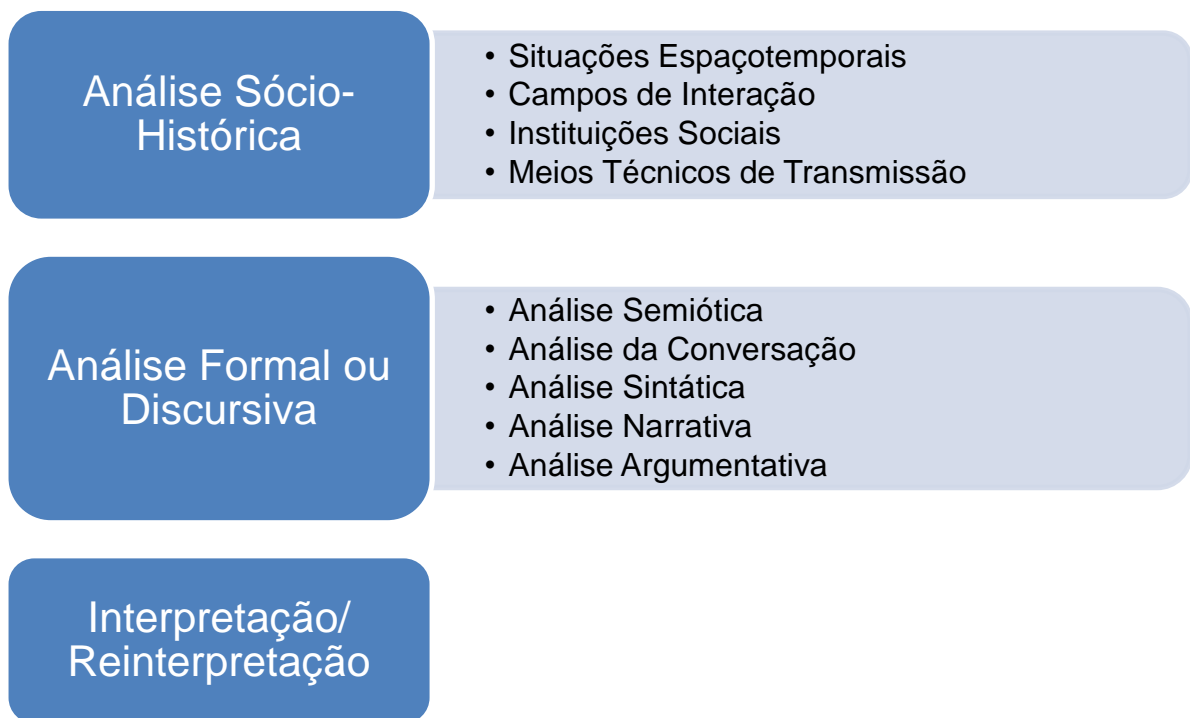 Análise Sócio-
Histórica
• Situações Espaçotemporais
• Campos de Interação
• Instituições Sociais
• Meios Técnicos de Transmissão
Análise Formal ou
Discursiva
• Análise Semiótica
• Análise da Conversação
• Análise Sintática
• Análise Narrativa
• Análise Argumentativa
Interpretação/
Reinterpretação